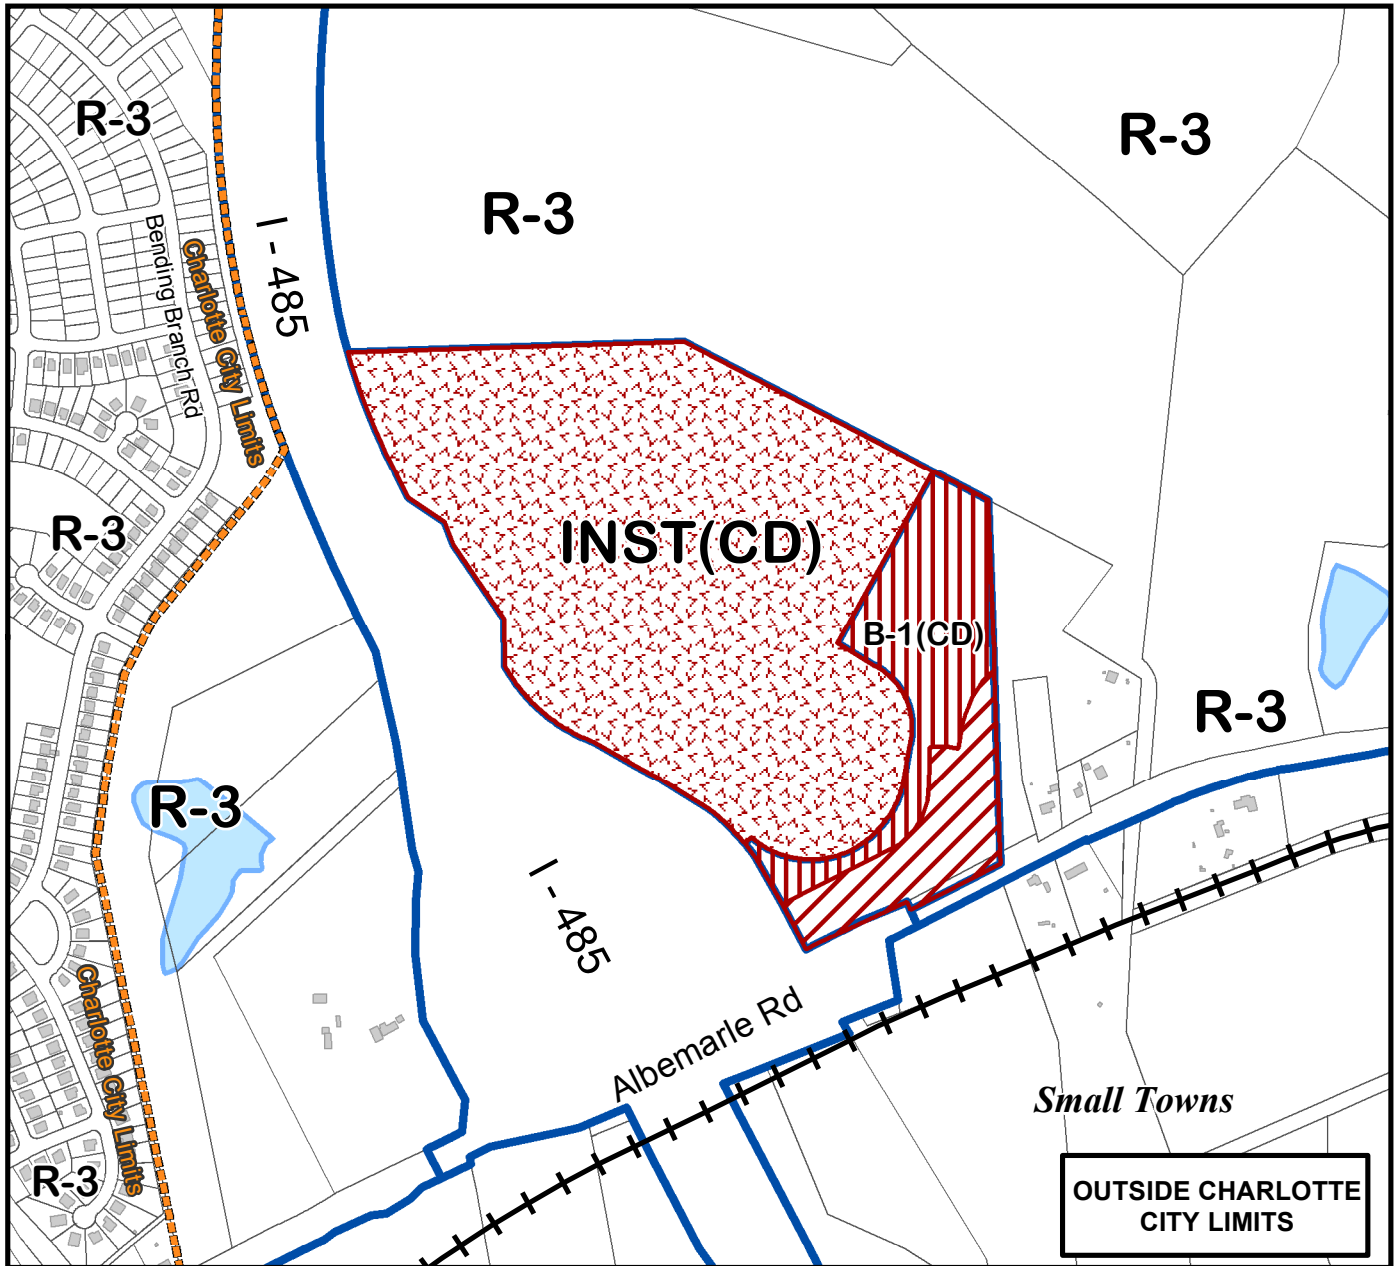 R-3
R-3
R-3
I - 485
Bending Branch Rd
Charlotte City Limits
R-3
INST(CD)
B-1(CD)
R-3
R-3
I - 485
Albemarle Rd
Charlotte City Limits
Small Towns
R-3
OUTSIDE CHARLOTTE
CITY LIMITS